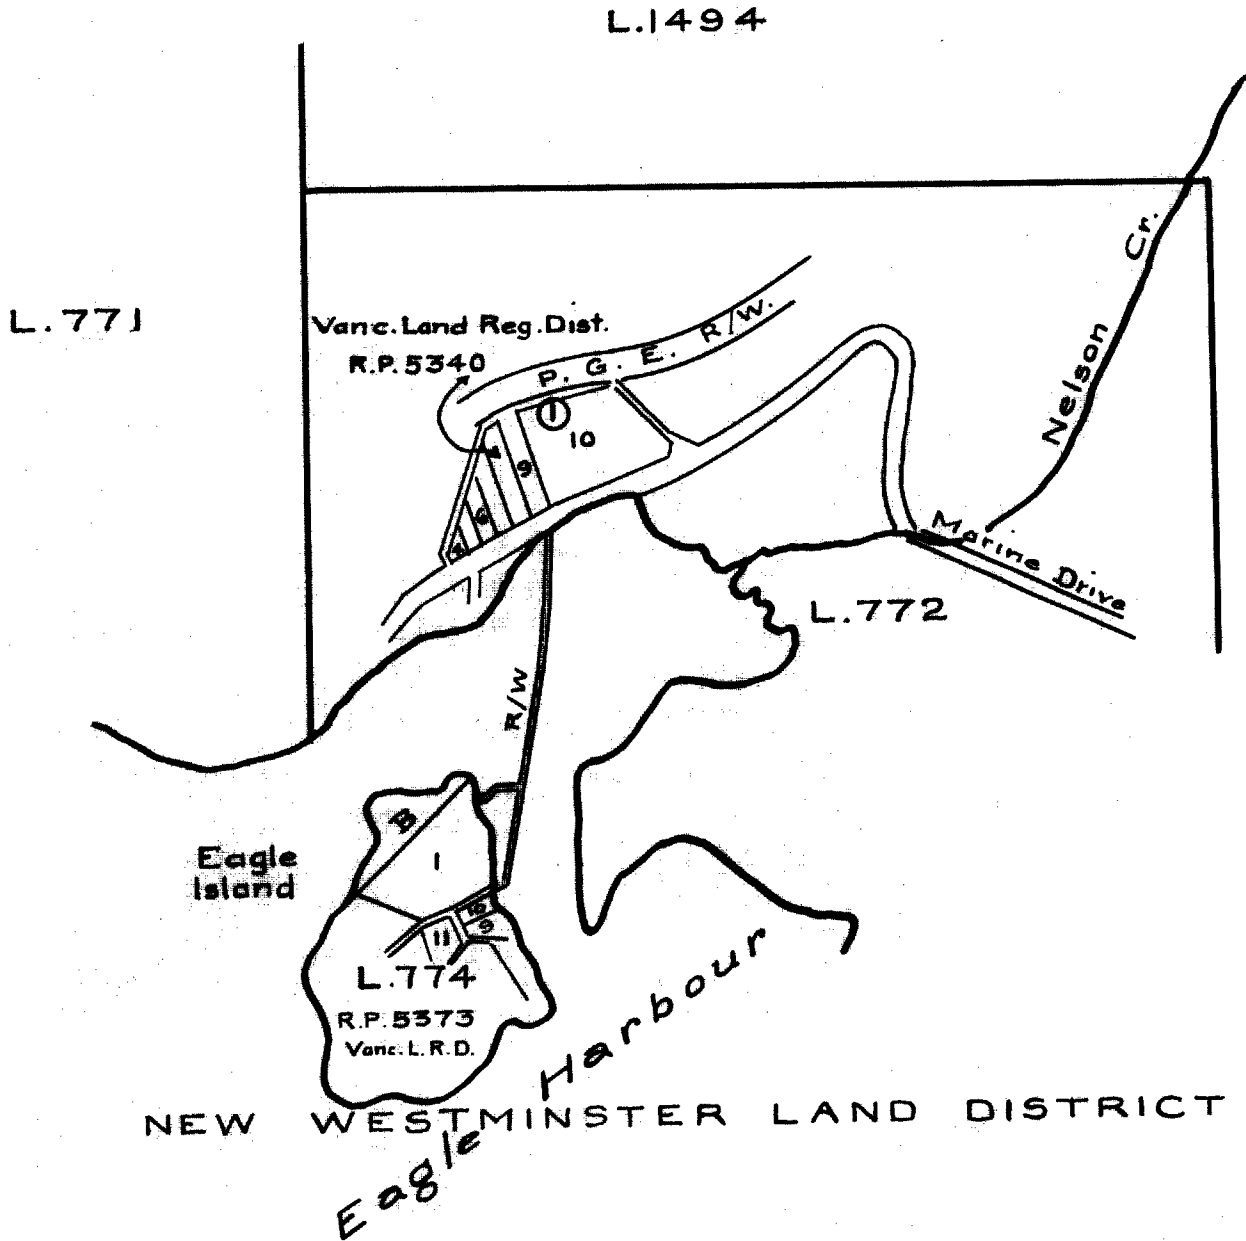 L.1494
Cr.
Nelson
L.771
Vanc. Land Reg. Dist.
R.P. 5340
P. G. E. R/W.
1
10
9
6
Marine Drive
L.772
R/W
B
1
Eagle
Island
10
9
11
L.774
R.P. 5373
Vanc. L.R.D.
Eagle Harbour
NEW WESTMINSTER LAND DISTRICT